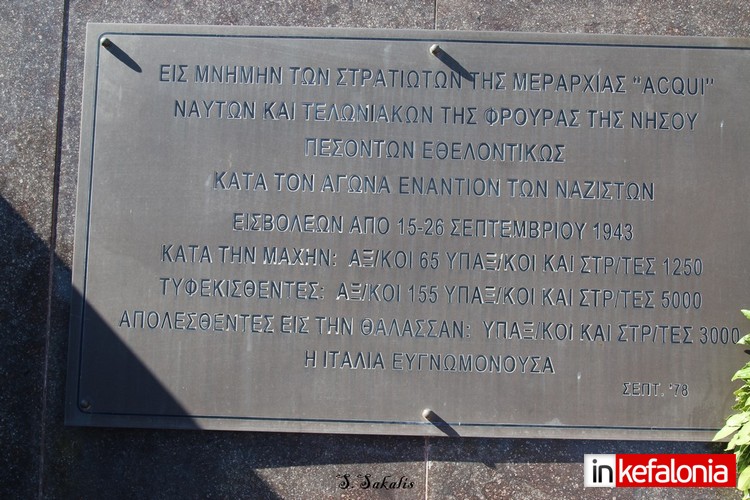 ΕΙΣ ΜΝΗΜΗΝ ΤΩΝ ΣΤΡΑΤΙΩΤΩΝ ΤΗΣ ΜΕΡΑΡΧΙΑΣ "ACQUI"
ΝΑΥΤΩΝ ΚΑΙ ΤΕΛΩΝΙΑΚΩΝ ΤΗΣ ΦΡΟΥΡΑΣ ΤΗΣ ΝΗΣΟΥ
ΠΕΣΟΝΤΩΝ ΕΘΕΛΟΝΤΙΚΩΣ
ΚΑΤΑ ΤΟΝ ΑΓΩΝΑ ΕΝΑΝΤΙΟΝ ΤΩΝ ΝΑΖΙΣΤΩΝ
ΕΙΣΒΟΛΕΩΝ ΑΠΟ 15-26 ΣΕΠΤΕΜΒΡΙΟΥ 1943
ΚΑΤΑ ΤΗΝ ΜΑΧΗΝ: ΑΞ/ΚΟΙ 65 ΥΠΑΞ/ΚΟΙ ΚΑΙ ΣΤΡ/ΤΕΣ 1250
ΤΥΦΕΚΙΣΘΕΝΤΕΣ: ΑΞ/ΚΟΙ 155 ΥΠΑΞ/ΚΟΙ ΚΑΙ ΣΤΡ/ΤΕΣ 5000
ΑΠΟΛΕΣΘΕΝΤΕΣ ΕΙΣ ΤΗΝ ΘΑΛΑΣΣΑΝ: ΥΠΑΞ/ΚΟΙ ΚΑΙ ΣΤΡ/ΤΕΣ 3000
Η ΙΤΑΛΙΑ ΕΥΓΝΩΜΟΝΟΥΣΑ
ΣΕΠΤ. '78
S. Sakalis
inkefalonia